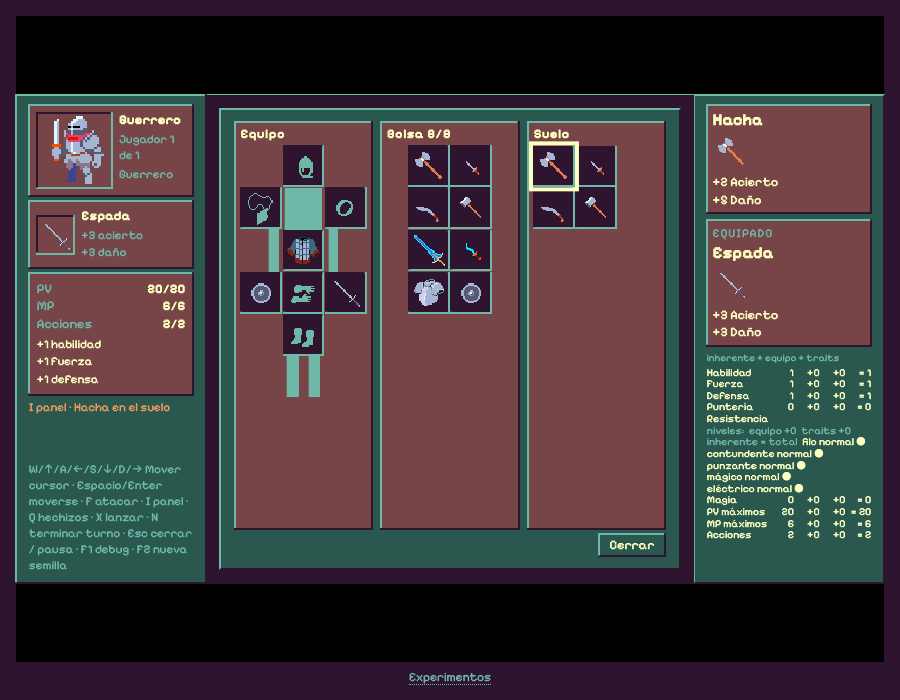 Guerrero
Jugador 1
de 1
Guerrero
Espada
+3 acierto
+3 daño
PV 20/20
MP 6/6
Acciones 2/2
+1 habilidad
+1 Fuerza
+1 defensa
I panel · Hacha en el suelo
W/↑/A/←/S/↓/D/→ Mover
cursor · Espacio/Enter
moverse · F atacar · I panel ·
Q hechizos · X lanzar · N
terminar turno · Esc cerrar
/ pausa · F1 debug · F2 nueva
semilla
Equipo
Bolsa 8/8
Suelo
Cerrar
Hacha
+2 Acierto
+8 Daño
EQUIPADO
Espada
+3 Acierto
+3 Daño
inherente + equipo + traits
Habilidad 1 +0 +0 = 1
Fuerza 1 +0 +0 = 1
Defensa 1 +0 +0 = 1
Puntería 0 +0 +0 = 0
Resistencia
niveles: equipo +0 traits +0
inherente = total filo normal
contundente normal
punzante normal
mágico normal
eléctrico normal
Magia 0 +0 +0 = 0
PV máximos 20 +0 +0 = 20
MP máximos 6 +0 +0 = 6
Acciones 2 +0 +0 = 2
Experimentos